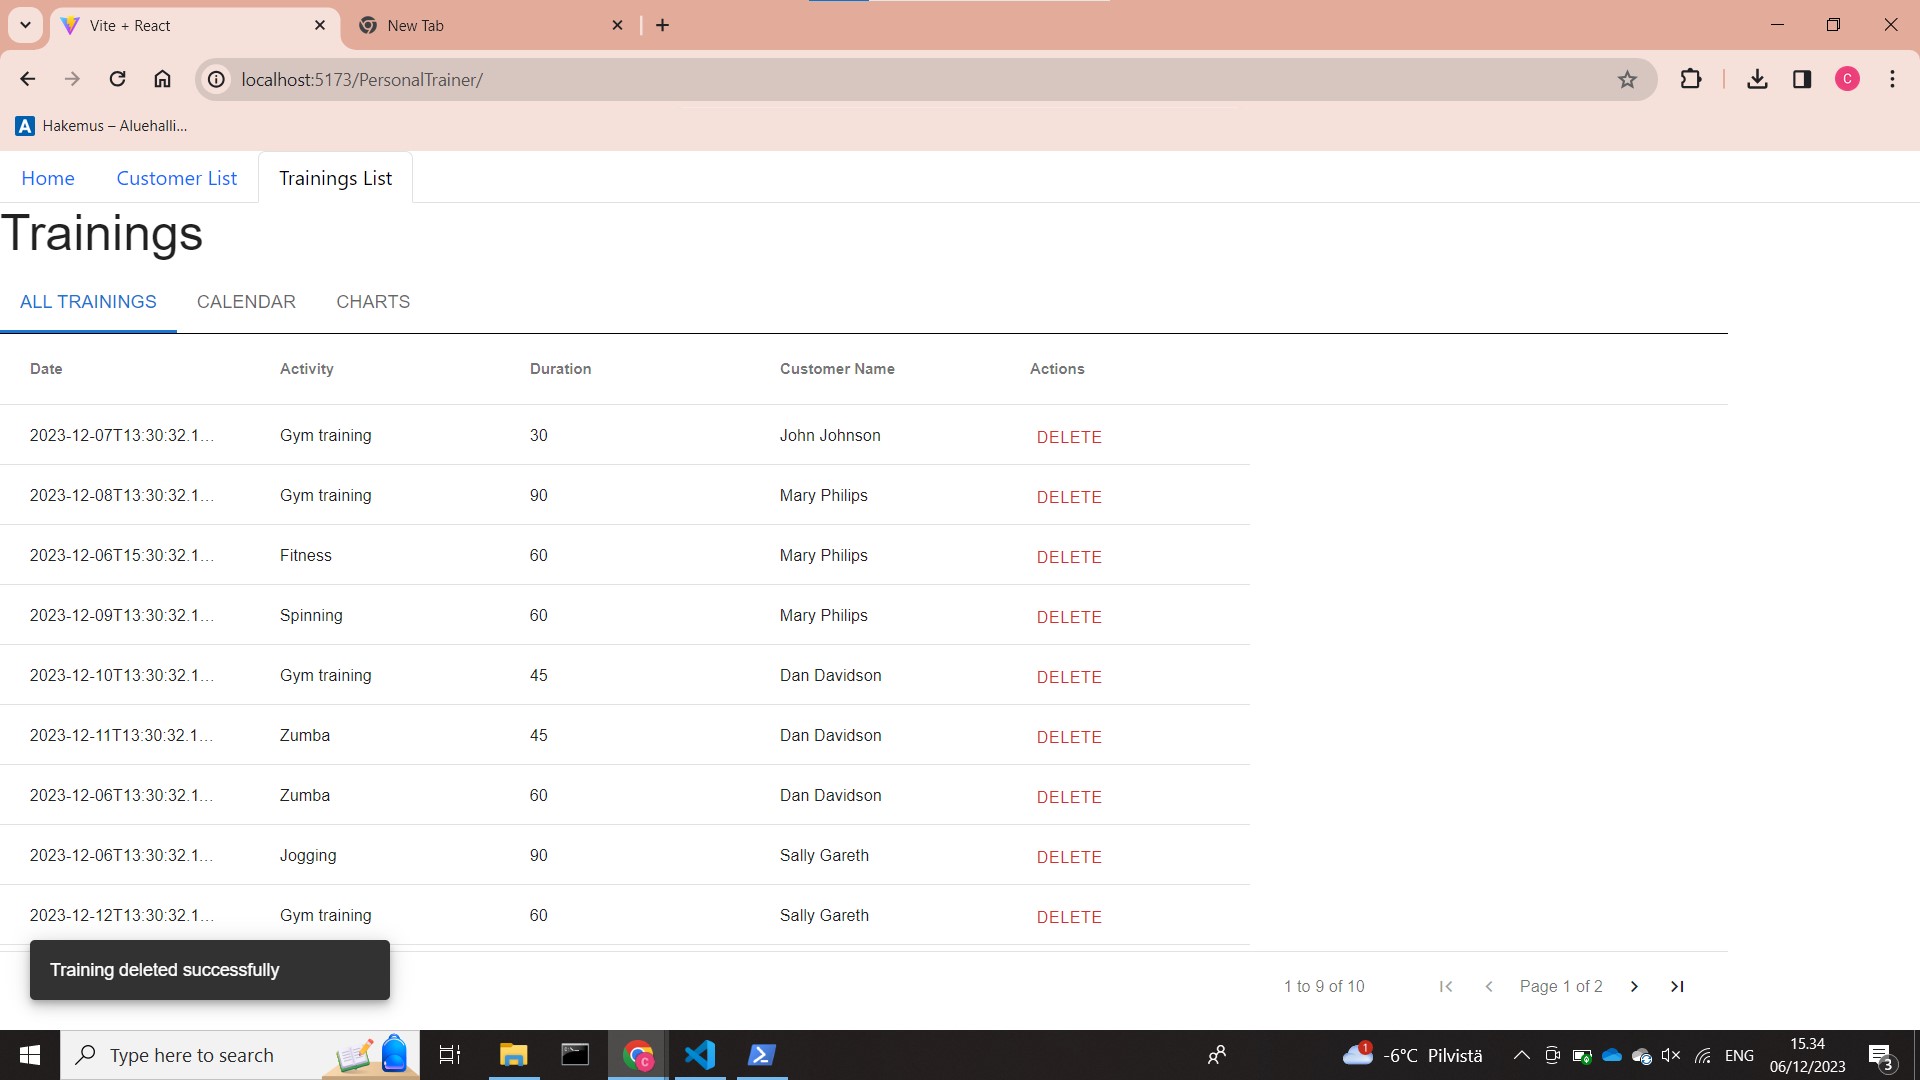 Vite + React
New Tab
localhost:5173/PersonalTrainer/
C
A Hakemus – Aluehalli...
Home Customer List Trainings List
Trainings
ALL TRAININGS CALENDAR CHARTS
Date Activity Duration Customer Name Actions
2023-12-07T13:30:32.1... Gym training 30 John Johnson DELETE
2023-12-08T13:30:32.1... Gym training 90 Mary Philips DELETE
2023-12-06T15:30:32.1... Fitness 60 Mary Philips DELETE
2023-12-09T13:30:32.1... Spinning 60 Mary Philips DELETE
2023-12-10T13:30:32.1... Gym training 45 Dan Davidson DELETE
2023-12-11T13:30:32.1... Zumba 45 Dan Davidson DELETE
2023-12-06T13:30:32.1... Zumba 60 Dan Davidson DELETE
2023-12-06T13:30:32.1... Jogging 90 Sally Gareth DELETE
2023-12-12T13:30:32.1... Gym training 60 Sally Gareth DELETE
Training deleted successfully
1 to 9 of 10 Page 1 of 2
Type here to search
C
1 -6°C Pilvistä
ENG
15.34
06/12/2023
3